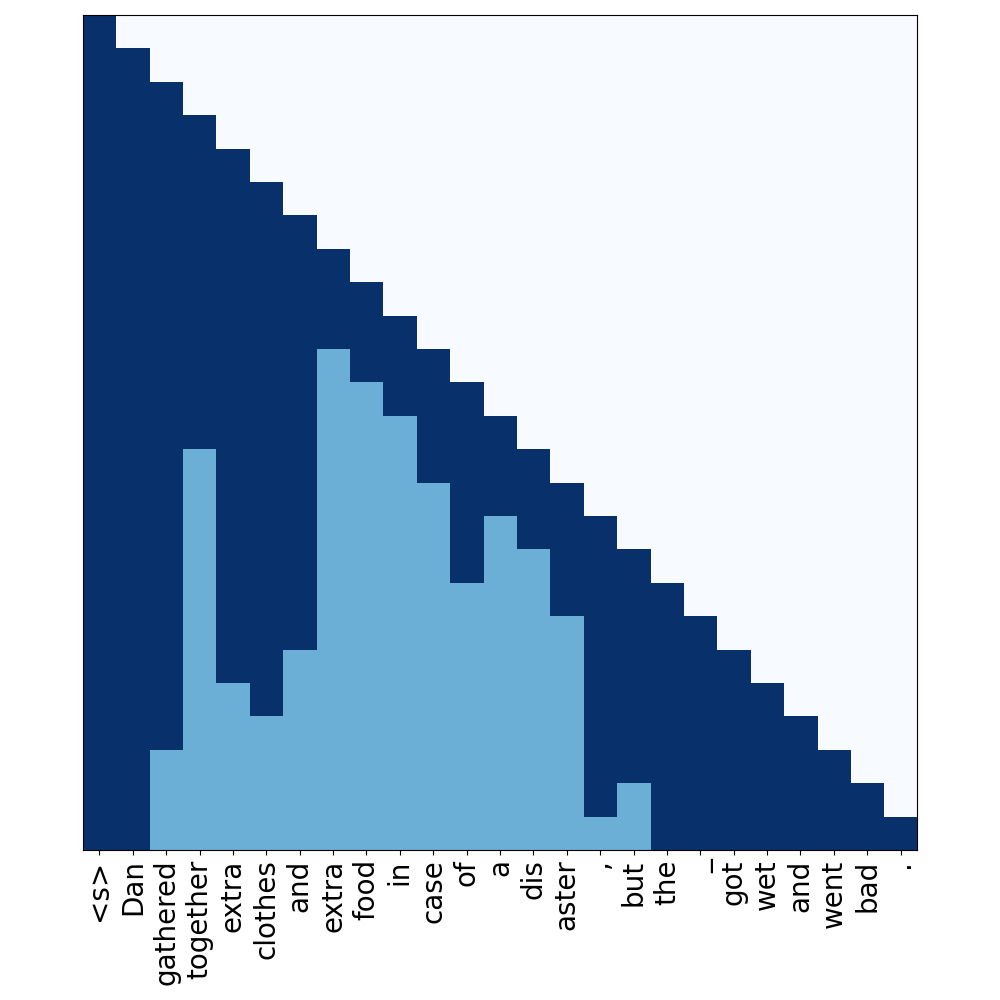 <s>
Dan
gathered
together
extra
clothes
and
extra
food
in
case
of
a
dis
aster
,
but
the
_
got
wet
and
went
bad
.